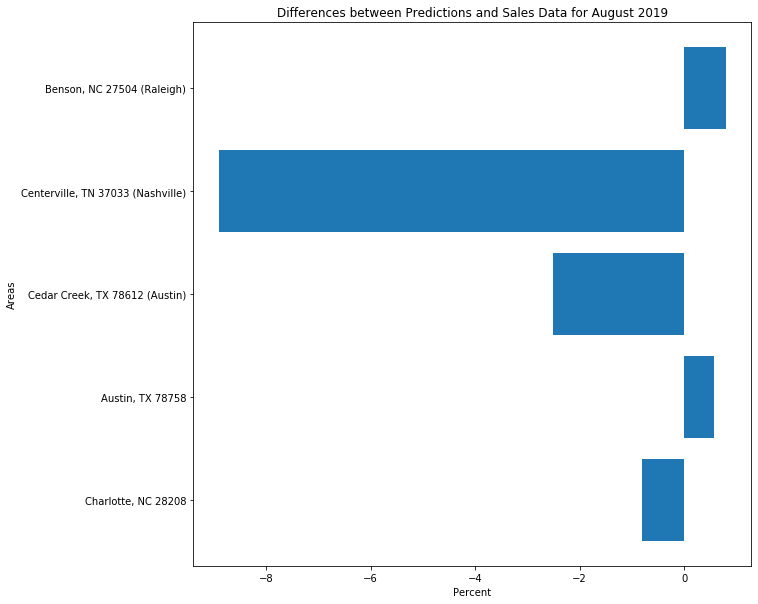 Differences between Predictions and Sales Data for August 2019
Benson, NC 27504 (Raleigh)
Centerville, TN 37033 (Nashville)
Cedar Creek, TX 78612 (Austin)
Austin, TX 78758
Charlotte, NC 28208
Areas
−8 −6 −4 −2 0
Percent